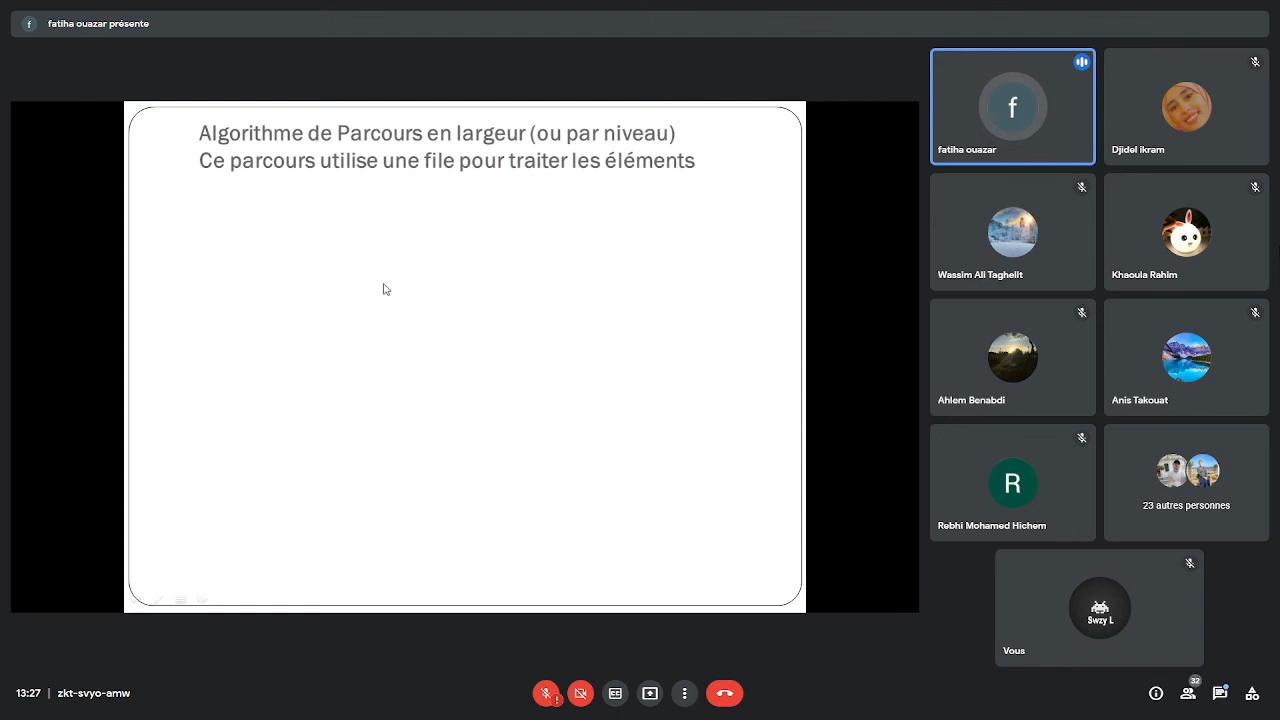 f fatiha ouazar présente
Algorithme de Parcours en largeur (ou par niveau)
Ce parcours utilise une file pour traiter les éléments
f
fatiha ouazar
Djidel ikram
Wassim Ali Taghelit
Khaoula Rahim
Ahlem Benabdi
Anis Takouat
R
Rebhi Mohamed Hichem
23 autres personnes
Swzy L
Vous
13:27 | zkt-svyo-amw
!
32